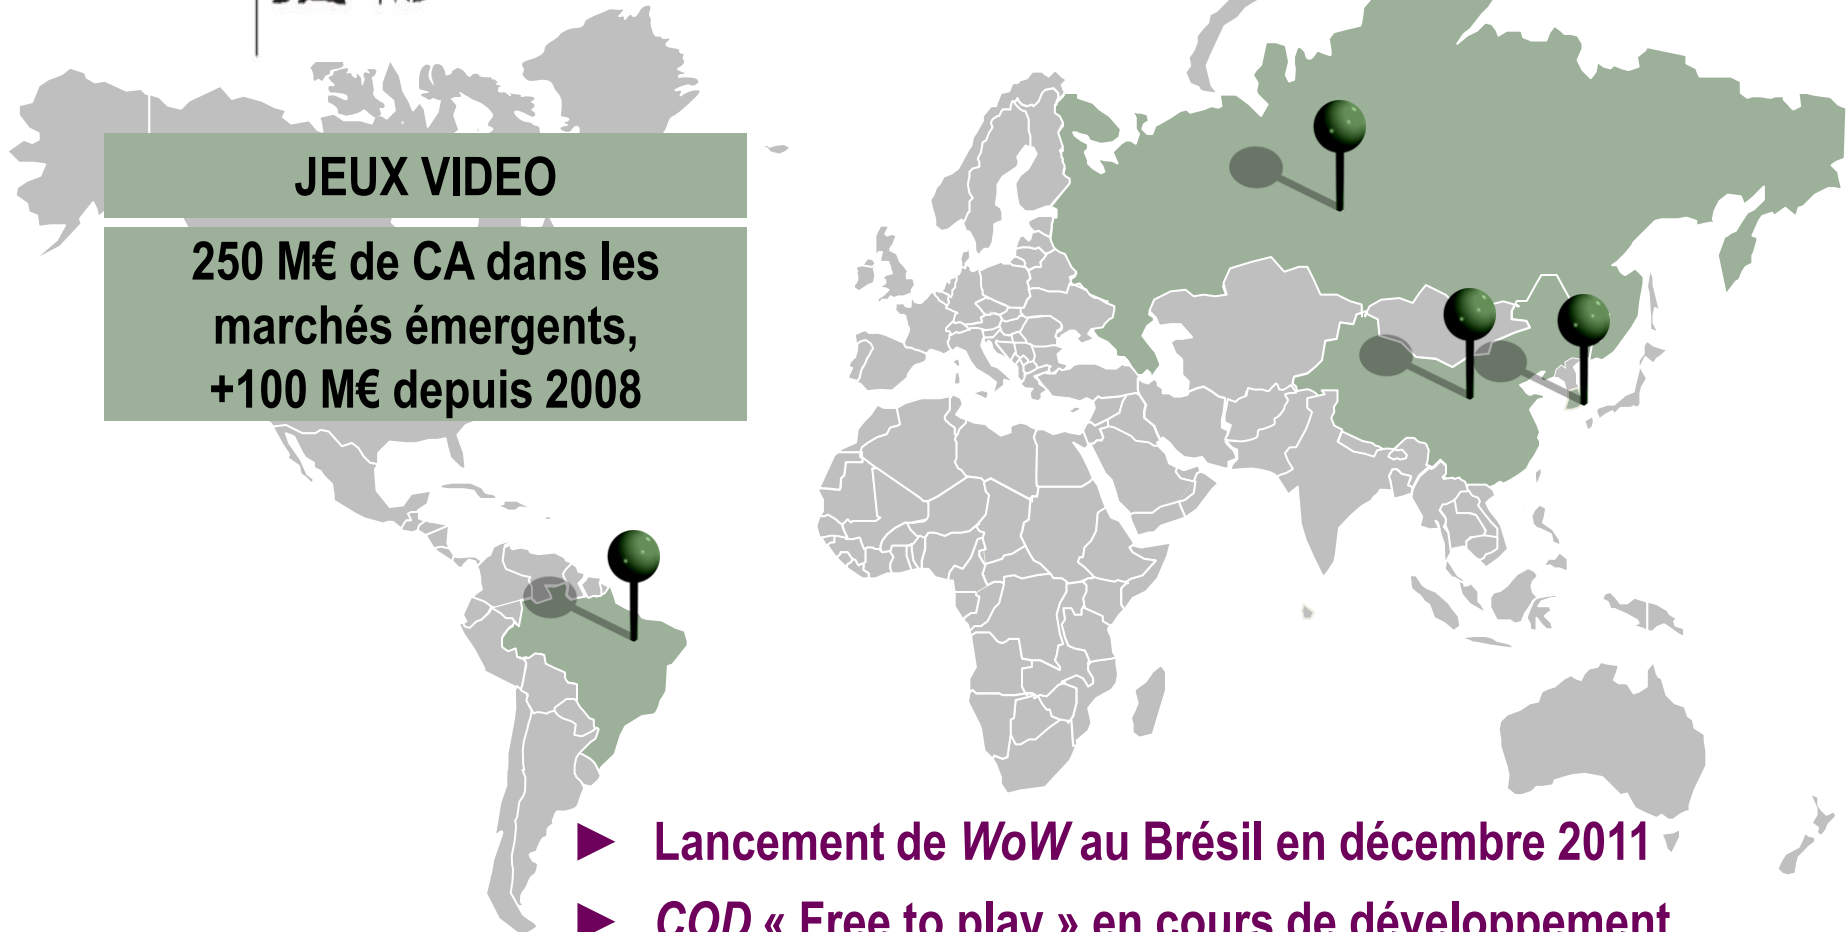 JEUX VIDEO
250 M€ de CA dans les
marchés émergents,
+100 M€ depuis 2008
► Lancement de WoW au Brésil en décembre 2011
► COD « Free to play » en cours de développement